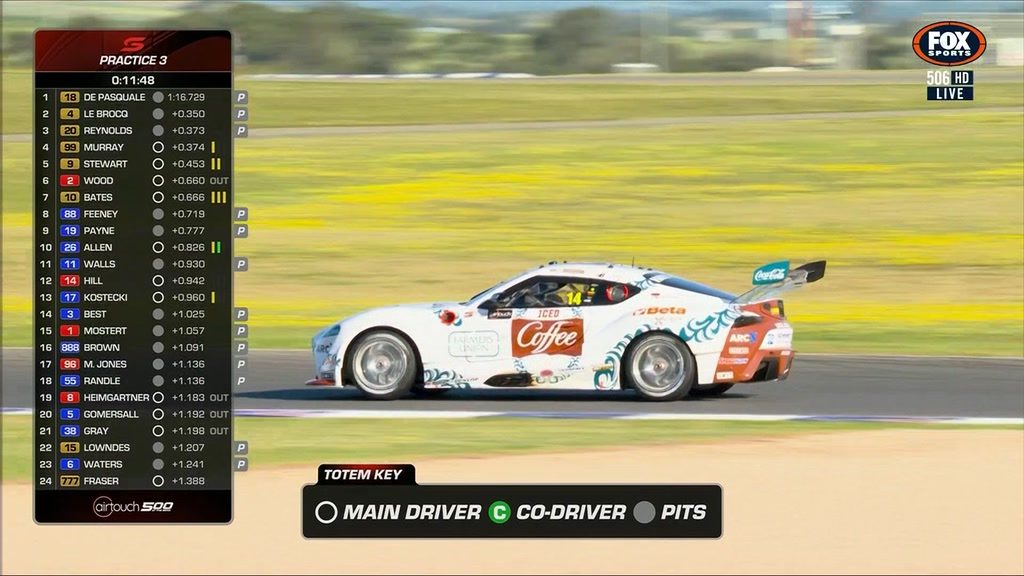 PRACTICE 3
0:11:48
1 18 DE PASQUALE 1:16.729 P
2 4 LE BROCQ +0.350 P
3 20 REYNOLDS +0.373 P
4 99 MURRAY +0.374
5 9 STEWART +0.453
6 2 WOOD +0.660 OUT
7 10 BATES +0.666
8 88 FEENEY +0.719 P
9 19 PAYNE +0.777 P
10 26 ALLEN +0.826
11 11 WALLS +0.930 P
12 14 HILL +0.942
13 17 KOSTECKI +0.960
14 3 BEST +1.025 P
15 1 MOSTERT +1.057 P
16 888 BROWN +1.091 P
17 96 M. JONES +1.136 P
18 55 RANDLE +1.136 P
19 8 HEIMGARTNER +1.183 OUT
20 5 GOMERSALL +1.192 OUT
21 38 GRAY +1.198 OUT
22 15 LOWNDES +1.207 P
23 6 WATERS +1.241 P
24 777 FRASER +1.388
airtouch 500
FOX
SPORTS
506 HD
LIVE
Coca-Cola
14
Beta
airtouch
ICED
Coffee
FARMERS
UNION
ARC
TOTEM KEY
MAIN DRIVER C CO-DRIVER PITS